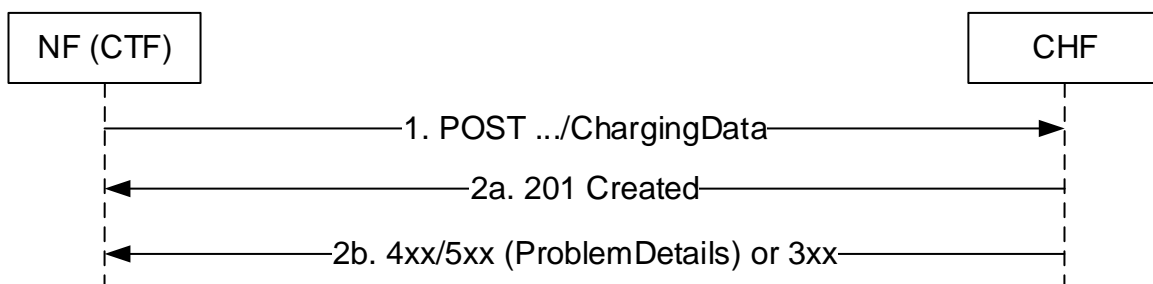 NF (CTF)
CHF
1. POST .../ChargingData
2a. 201 Created
2b. 4xx/5xx (ProblemDetails) or 3xx